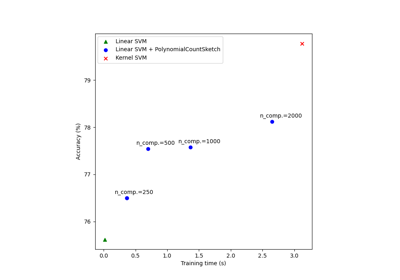 Linear SVM
Linear SVM + PolynomialCountSketch
Kernel SVM
79
n_comp.=2000
78
n_comp.=500
n_comp.=1000
Accuracy (%)
77
n_comp.=250
76
0.0 0.5 1.0 1.5 2.0 2.5 3.0
Training time (s)